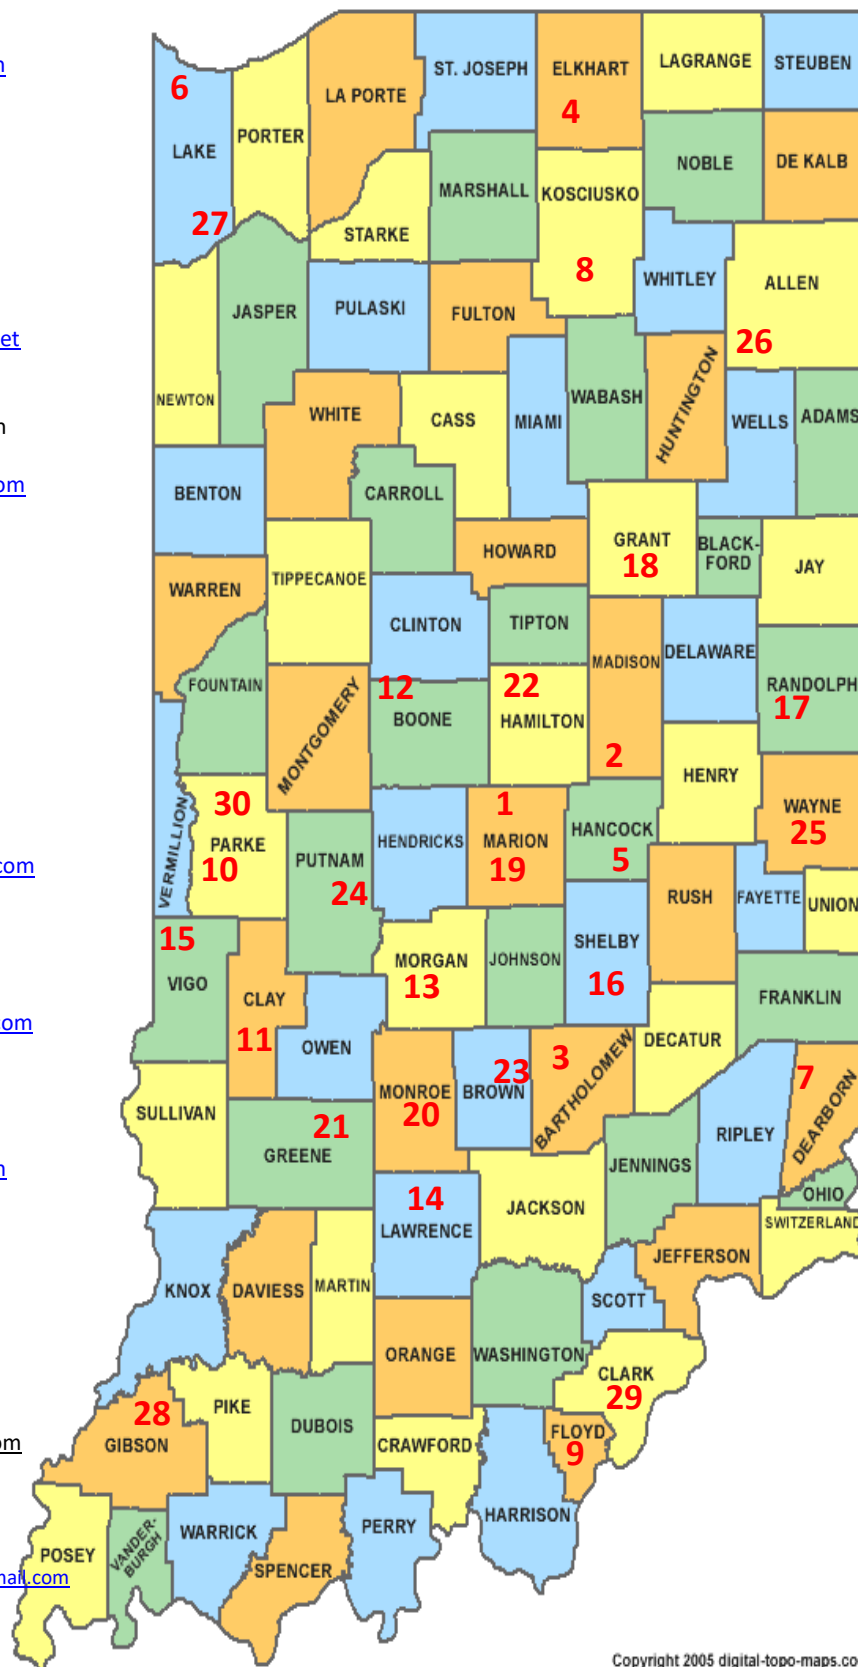 m
et
n
om
com
com
m
om
mail.com
ST. JOSEPH
ELKHART
4
LAGRANGE
STEUBEN
6
LAKE
27
PORTER
LA PORTE
STARKE
MARSHALL
KOSCIUSKO
8
NOBLE
DE KALB
WHITLEY
ALLEN
26
NEWTON
JASPER
PULASKI
FULTON
WHITE
CASS
MIAMI
WABASH
HUNTINGTON
WELLS
ADAMS
BENTON
CARROLL
HOWARD
GRANT
18
BLACK-
FORD
JAY
WARREN
TIPPECANOE
CLINTON
TIPTON
MADISON
2
DELAWARE
RANDOLPH
17
FOUNTAIN
MONTGOMERY
12
BOONE
22
HAMILTON
HENRY
WAYNE
25
VERMILLION
30
PARKE
10
PUTNAM
24
HENDRICKS
1
MARION
19
HANCOCK
5
RUSH
FAYETTE
UNION
15
VIGO
CLAY
11
OWEN
MORGAN
13
JOHNSON
SHELBY
16
DECATUR
FRANKLIN
SULLIVAN
21
GREENE
MONROE
20
BROWN
23
3
BARTHOLOMEW
JENNINGS
RIPLEY
7
DEARBORN
OHIO
SWITZERLAND
KNOX
DAVIESS
MARTIN
14
LAWRENCE
JACKSON
JEFFERSON
SCOTT
ORANGE
WASHINGTON
CLARK
29
28
GIBSON
PIKE
DUBOIS
CRAWFORD
FLOYD
9
HARRISON
POSEY
VANDER-
BURGH
WARRICK
SPENCER
PERRY
Copyright 2005 digital-topo-maps.co